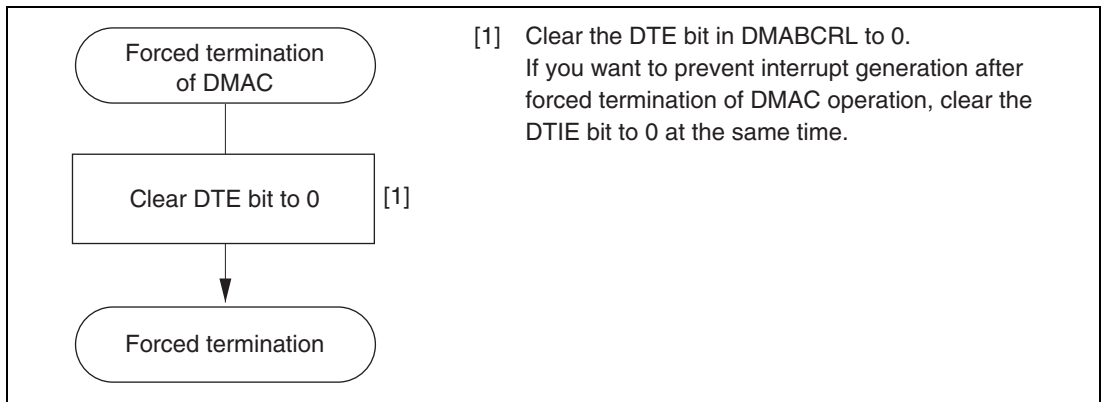 Forced termination
of DMAC
Clear DTE bit to 0
[1]
Forced termination
[1] Clear the DTE bit in DMABCRL to 0.
If you want to prevent interrupt generation after
forced termination of DMAC operation, clear the
DTIE bit to 0 at the same time.